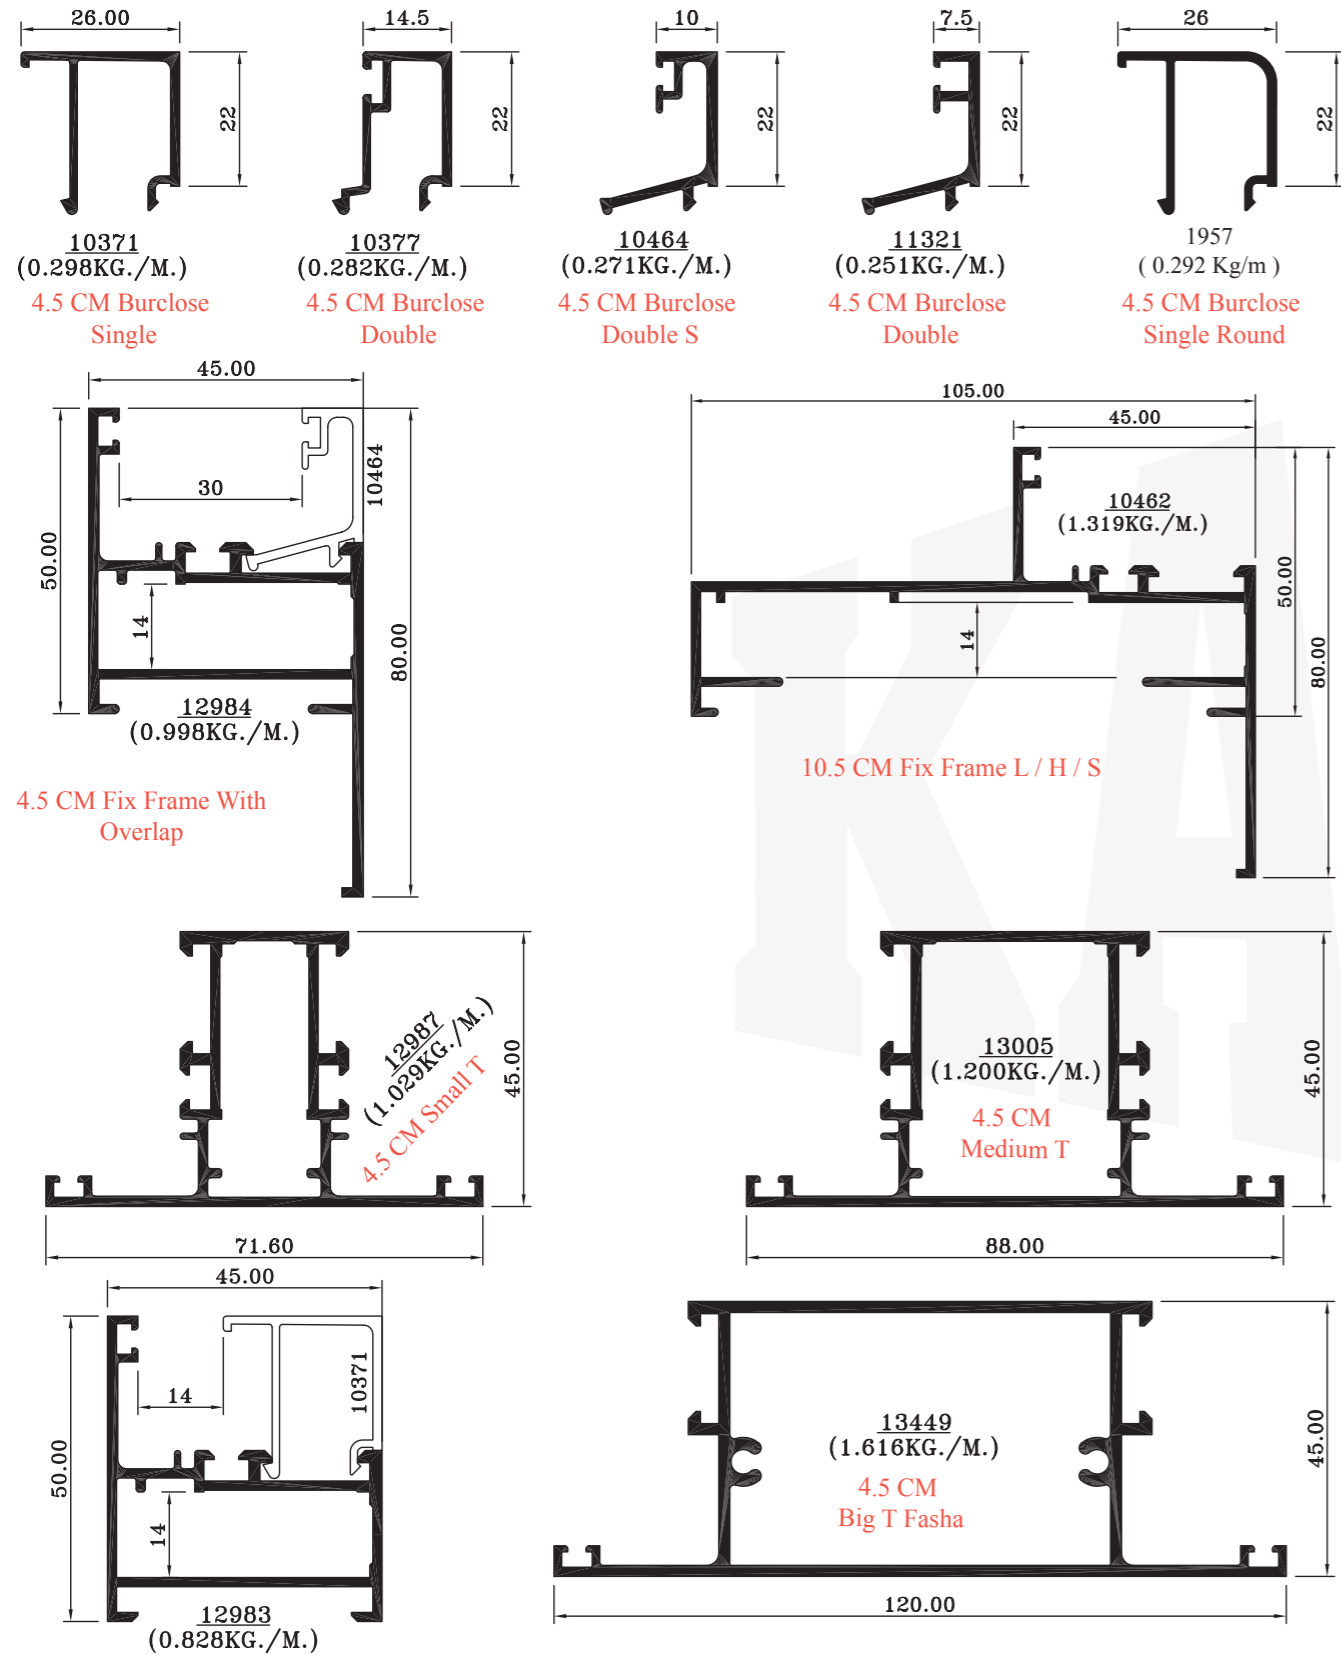 26.00
14.5
10
7.5
26
22
22
22
22
22
10371
(0.298KG./M.)
4.5 CM Burclose
Single
10377
(0.282KG./M.)
4.5 CM Burclose
Double
10464
(0.271KG./M.)
4.5 CM Burclose
Double S
11321
(0.251KG./M.)
4.5 CM Burclose
Double
1957
( 0.292 Kg/m )
4.5 CM Burclose
Single Round
45.00
50.00
30
10464
14
80.00
12984
(0.998KG./M.)
4.5 CM Fix Frame With
Overlap
105.00
45.00
10462
(1.319KG./M.)
14
50.00
80.00
10.5 CM Fix Frame L / H / S
KA
12987
(1.029KG./M.)
4.5 CM Small T
45.00
71.60
13005
(1.200KG./M.)
4.5 CM
Medium T
45.00
88.00
45.00
50.00
14
10371
14
12983
(0.828KG./M.)
13449
(1.616KG./M.)
4.5 CM
Big T Fasha
45.00
120.00